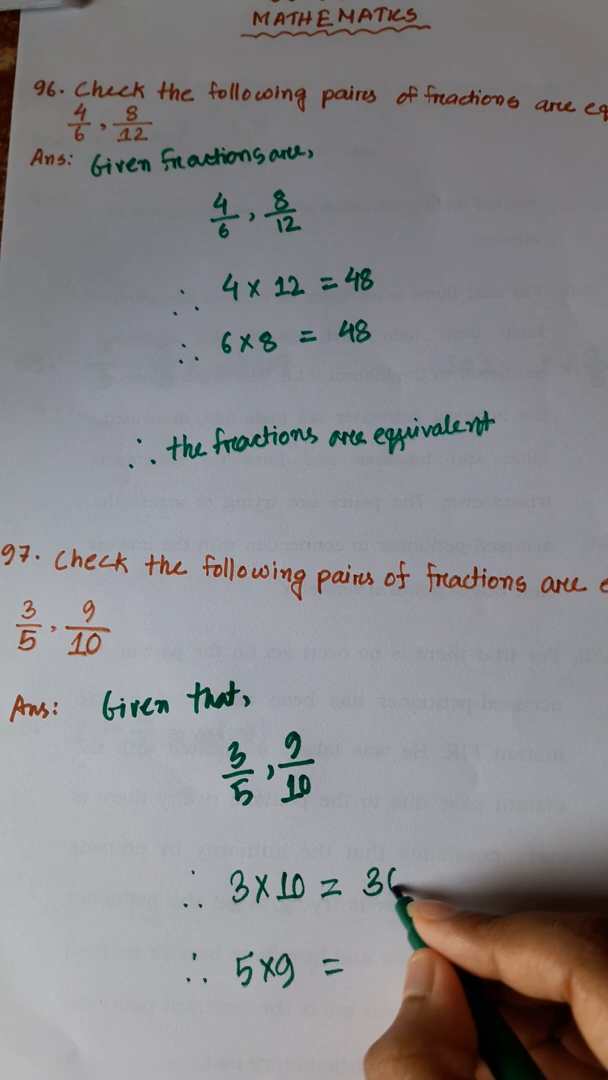 MATHEMATICS
96. Check the following pairs of fractions are
4/6, 8/12
Ans: Given fractions are,
4/6, 8/12
∴ 4 × 12 = 48
∴ 6 × 8 = 48
∴ the fractions are equivalent
97. Check the following pairs of fractions are
3/5, 9/10
Ans: Given that,
3/5, 9/10
∴ 3 × 10 = 30
∴ 5 × 9 =